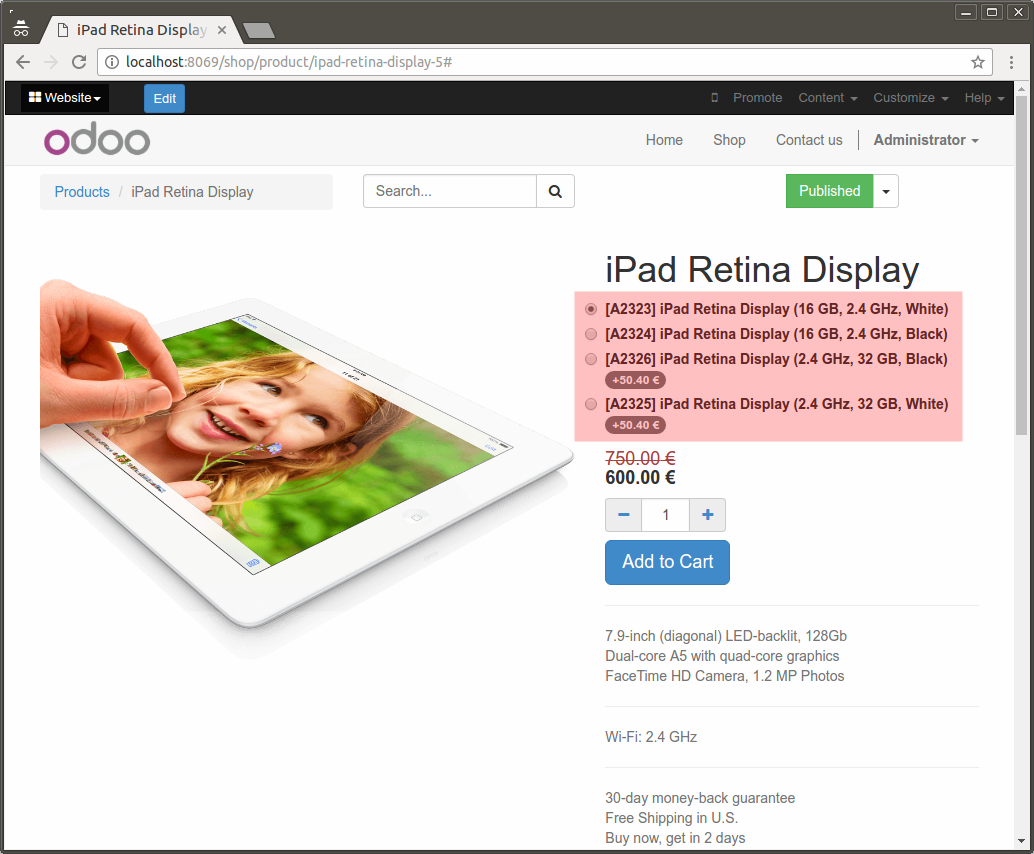 iPad Retina Display
localhost:8069/shop/product/ipad-retina-display-5#
Website Edit Promote Content Customize Help
odoo Home Shop Contact us Administrator
Products / iPad Retina Display Search... Published
iPad Retina Display
[A2323] iPad Retina Display (16 GB, 2.4 GHz, White)
[A2324] iPad Retina Display (16 GB, 2.4 GHz, Black)
[A2326] iPad Retina Display (2.4 GHz, 32 GB, Black)
+50.40 €
[A2325] iPad Retina Display (2.4 GHz, 32 GB, White)
+50.40 €
750.00 €
600.00 €
− 1 +
Add to Cart
7.9-inch (diagonal) LED-backlit, 128Gb
Dual-core A5 with quad-core graphics
FaceTime HD Camera, 1.2 MP Photos
Wi-Fi: 2.4 GHz
30-day money-back guarantee
Free Shipping in U.S.
Buy now, get in 2 days